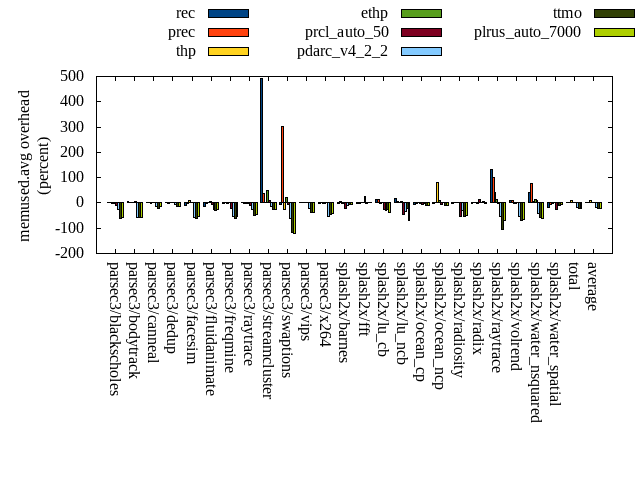 rec
prec
thp
ethp
prcl_auto_50
pdarc_v4_2_2
ttmo
plrus_auto_7000
memused.avg overhead
(percent)
500
400
300
200
100
0
-100
-200
parsec3/blackscholes
parsec3/bodytrack
parsec3/canneal
parsec3/dedup
parsec3/facesim
parsec3/fluidanimate
parsec3/freqmine
parsec3/raytrace
parsec3/streamcluster
parsec3/swaptions
parsec3/vips
parsec3/x264
splash2x/barnes
splash2x/fft
splash2x/lu_cb
splash2x/lu_ncb
splash2x/ocean_cp
splash2x/ocean_ncp
splash2x/radiosity
splash2x/radix
splash2x/raytrace
splash2x/volrend
splash2x/water_nsquared
splash2x/water_spatial
total
average